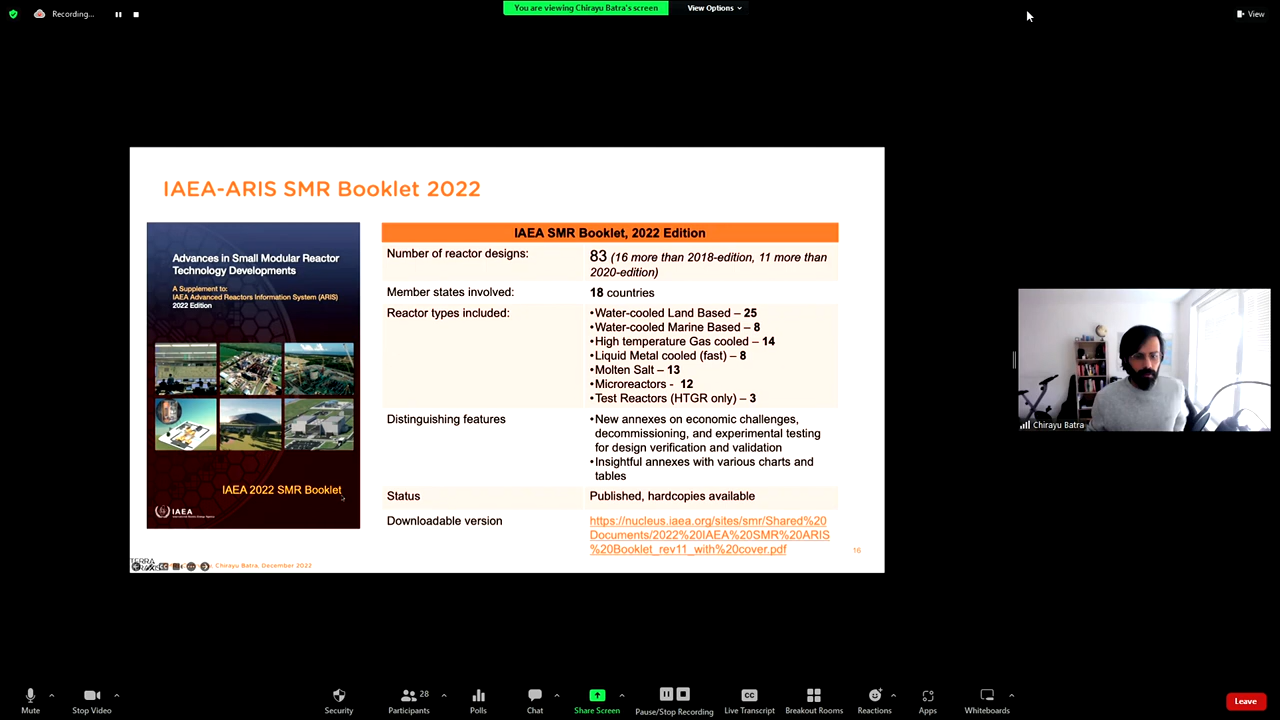 Recording...
You are viewing Chirayu Batra's screen
View Options
View
IAEA-ARIS SMR Booklet 2022
Advances in Small Modular Reactor
Technology Developments
A Supplement to:
IAEA Advanced Reactors Information System (ARIS)
2022 Edition
IAEA 2022 SMR Booklet
IAEA
IAEA SMR Booklet, 2022 Edition
Number of reactor designs:
83 (16 more than 2018-edition, 11 more than
2020-edition)
Member states involved:
18 countries
Reactor types included:
•Water-cooled Land Based – 25
•Water-cooled Marine Based – 8
•High temperature Gas cooled – 14
•Liquid Metal cooled (fast) – 8
•Molten Salt – 13
•Microreactors - 12
•Test Reactors (HTGR only) – 3
Distinguishing features
•New annexes on economic challenges,
decommissioning, and experimental testing
for design verification and validation
•Insightful annexes with various charts and
tables
Status
Published, hardcopies available
Downloadable version
https://nucleus.iaea.org/sites/smr/Shared%20
Documents/2022%20IAEA%20SMR%20ARIS
%20Booklet_rev11_with%20cover.pdf
16
TERRA
Chirayu Batra, December 2022
Chirayu Batra
Mute
Stop Video
Security
28
Participants
Polls
Chat
Share Screen
Pause/Stop Recording
CC
Live Transcript
Breakout Rooms
Reactions
Apps
Whiteboards
Leave